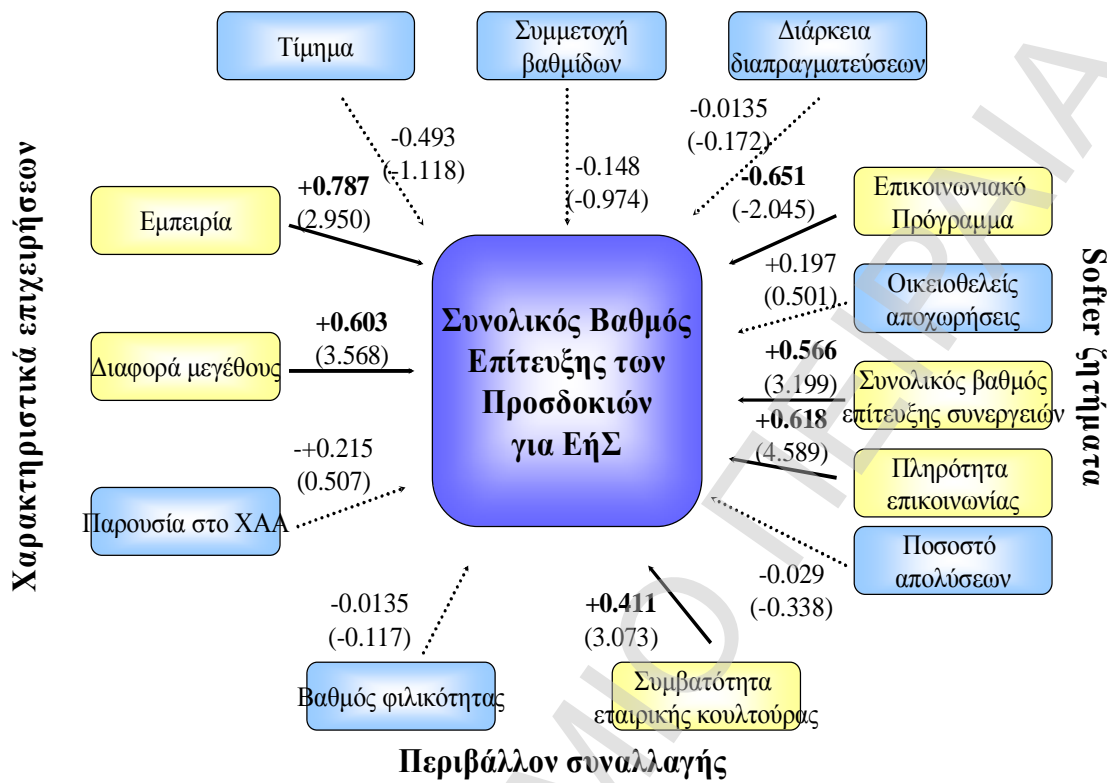 Τίμημα
Συμμετοχή
βαθμίδων
Διάρκεια
διαπραγματεύσεων
-0.493
(-1.118)
-0.148
(-0.974)
-0.0135
(-0.172)
Χαρακτηριστικά επιχειρήσεων
Εμπειρία
+0.787
(2.950)
Διαφορά μεγέθους
+0.603
(3.568)
Παρουσία στο ΧΑΑ
-+0.215
(0.507)
Συνολικός Βαθμός
Επίτευξης των
Προσδοκιών
για ΕήΣ
-0.651
(-2.045)
Επικοινωνιακό
Πρόγραμμα
+0.197
(0.501)
Οικειοθελείς
αποχωρήσεις
+0.566
(3.199)
Συνολικός βαθμός
επίτευξης συνεργειών
+0.618
(4.589)
Πληρότητα
επικοινωνίας
-0.029
(-0.338)
Ποσοστό
απολύσεων
Softer ζητήματα
-0.0135
(-0.117)
Βαθμός φιλικότητας
+0.411
(3.073)
Συμβατότητα
εταιρικής κουλτούρας
Περιβάλλον συναλλαγής
ΜΙΟ ΠΕΙΡΑΙΑ